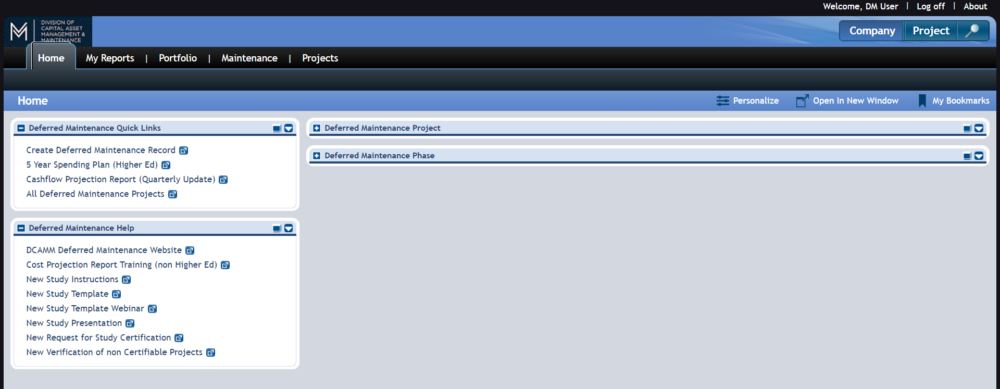 Welcome, DM User | Log off | About
DIVISION OF
CAPITAL ASSET
MANAGEMENT &
MAINTENANCE
Company Project
Home My Reports | Portfolio | Maintenance | Projects
Home Personalize Open In New Window My Bookmarks
Deferred Maintenance Quick Links
Create Deferred Maintenance Record
5 Year Spending Plan (Higher Ed)
Cashflow Projection Report (Quarterly Update)
All Deferred Maintenance Projects
Deferred Maintenance Help
DCAMM Deferred Maintenance Website
Cost Projection Report Training (non Higher Ed)
New Study Instructions
New Study Template
New Study Template Webinar
New Study Presentation
New Request for Study Certification
New Verification of non Certifiable Projects
Deferred Maintenance Project
Deferred Maintenance Phase